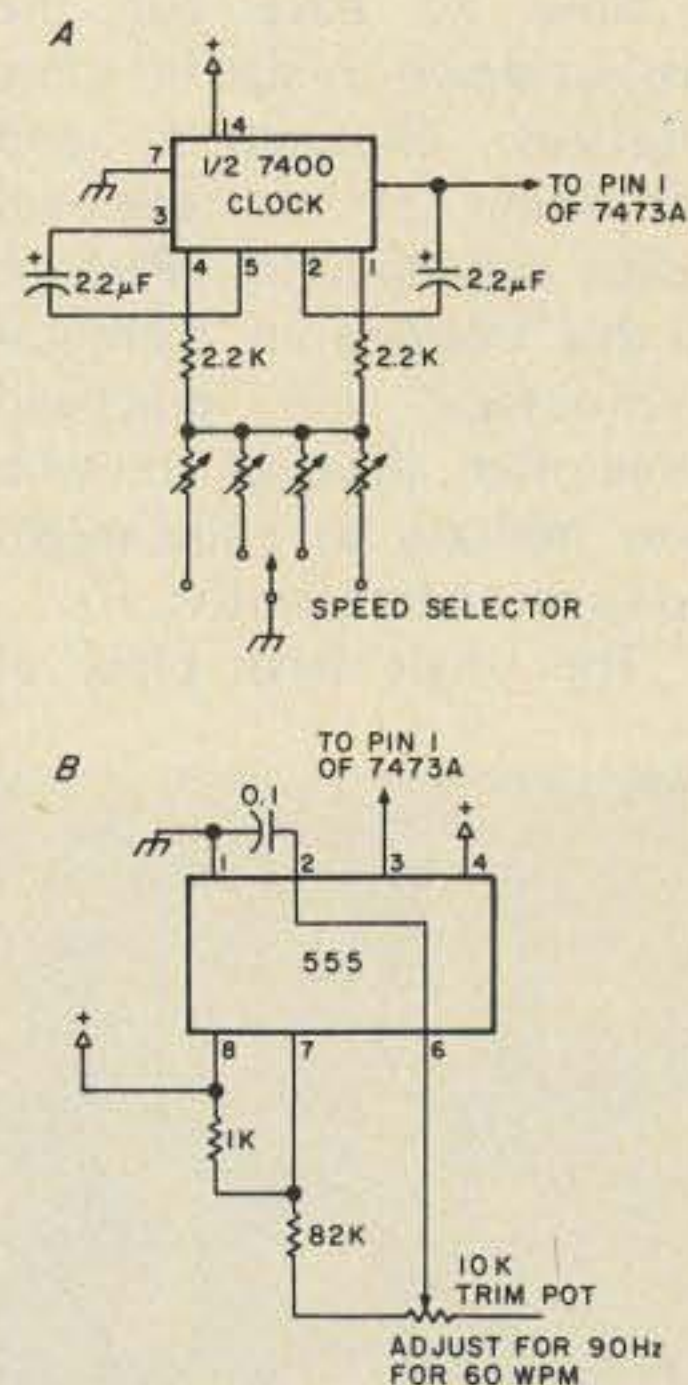 A
+
14
7
1/2 7400
CLOCK
TO PIN 1
OF 7473A
3
+
2.2µF
4
5
2
1
+
2.2µF
2.2K
2.2K
SPEED SELECTOR
B
TO PIN 1
OF 7473A
0.1
+
1
2
3
4
555
+
8
7
6
1K
82K
10K
TRIM POT
ADJUST FOR 90Hz
FOR 60 WPM